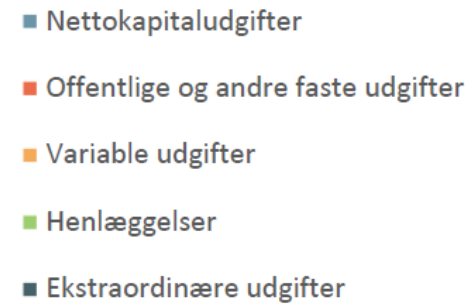 Nettokapitaludgifter
Offentlige og andre faste udgifter
Variable udgifter
Henlæggelser
Ekstraordinære udgifter